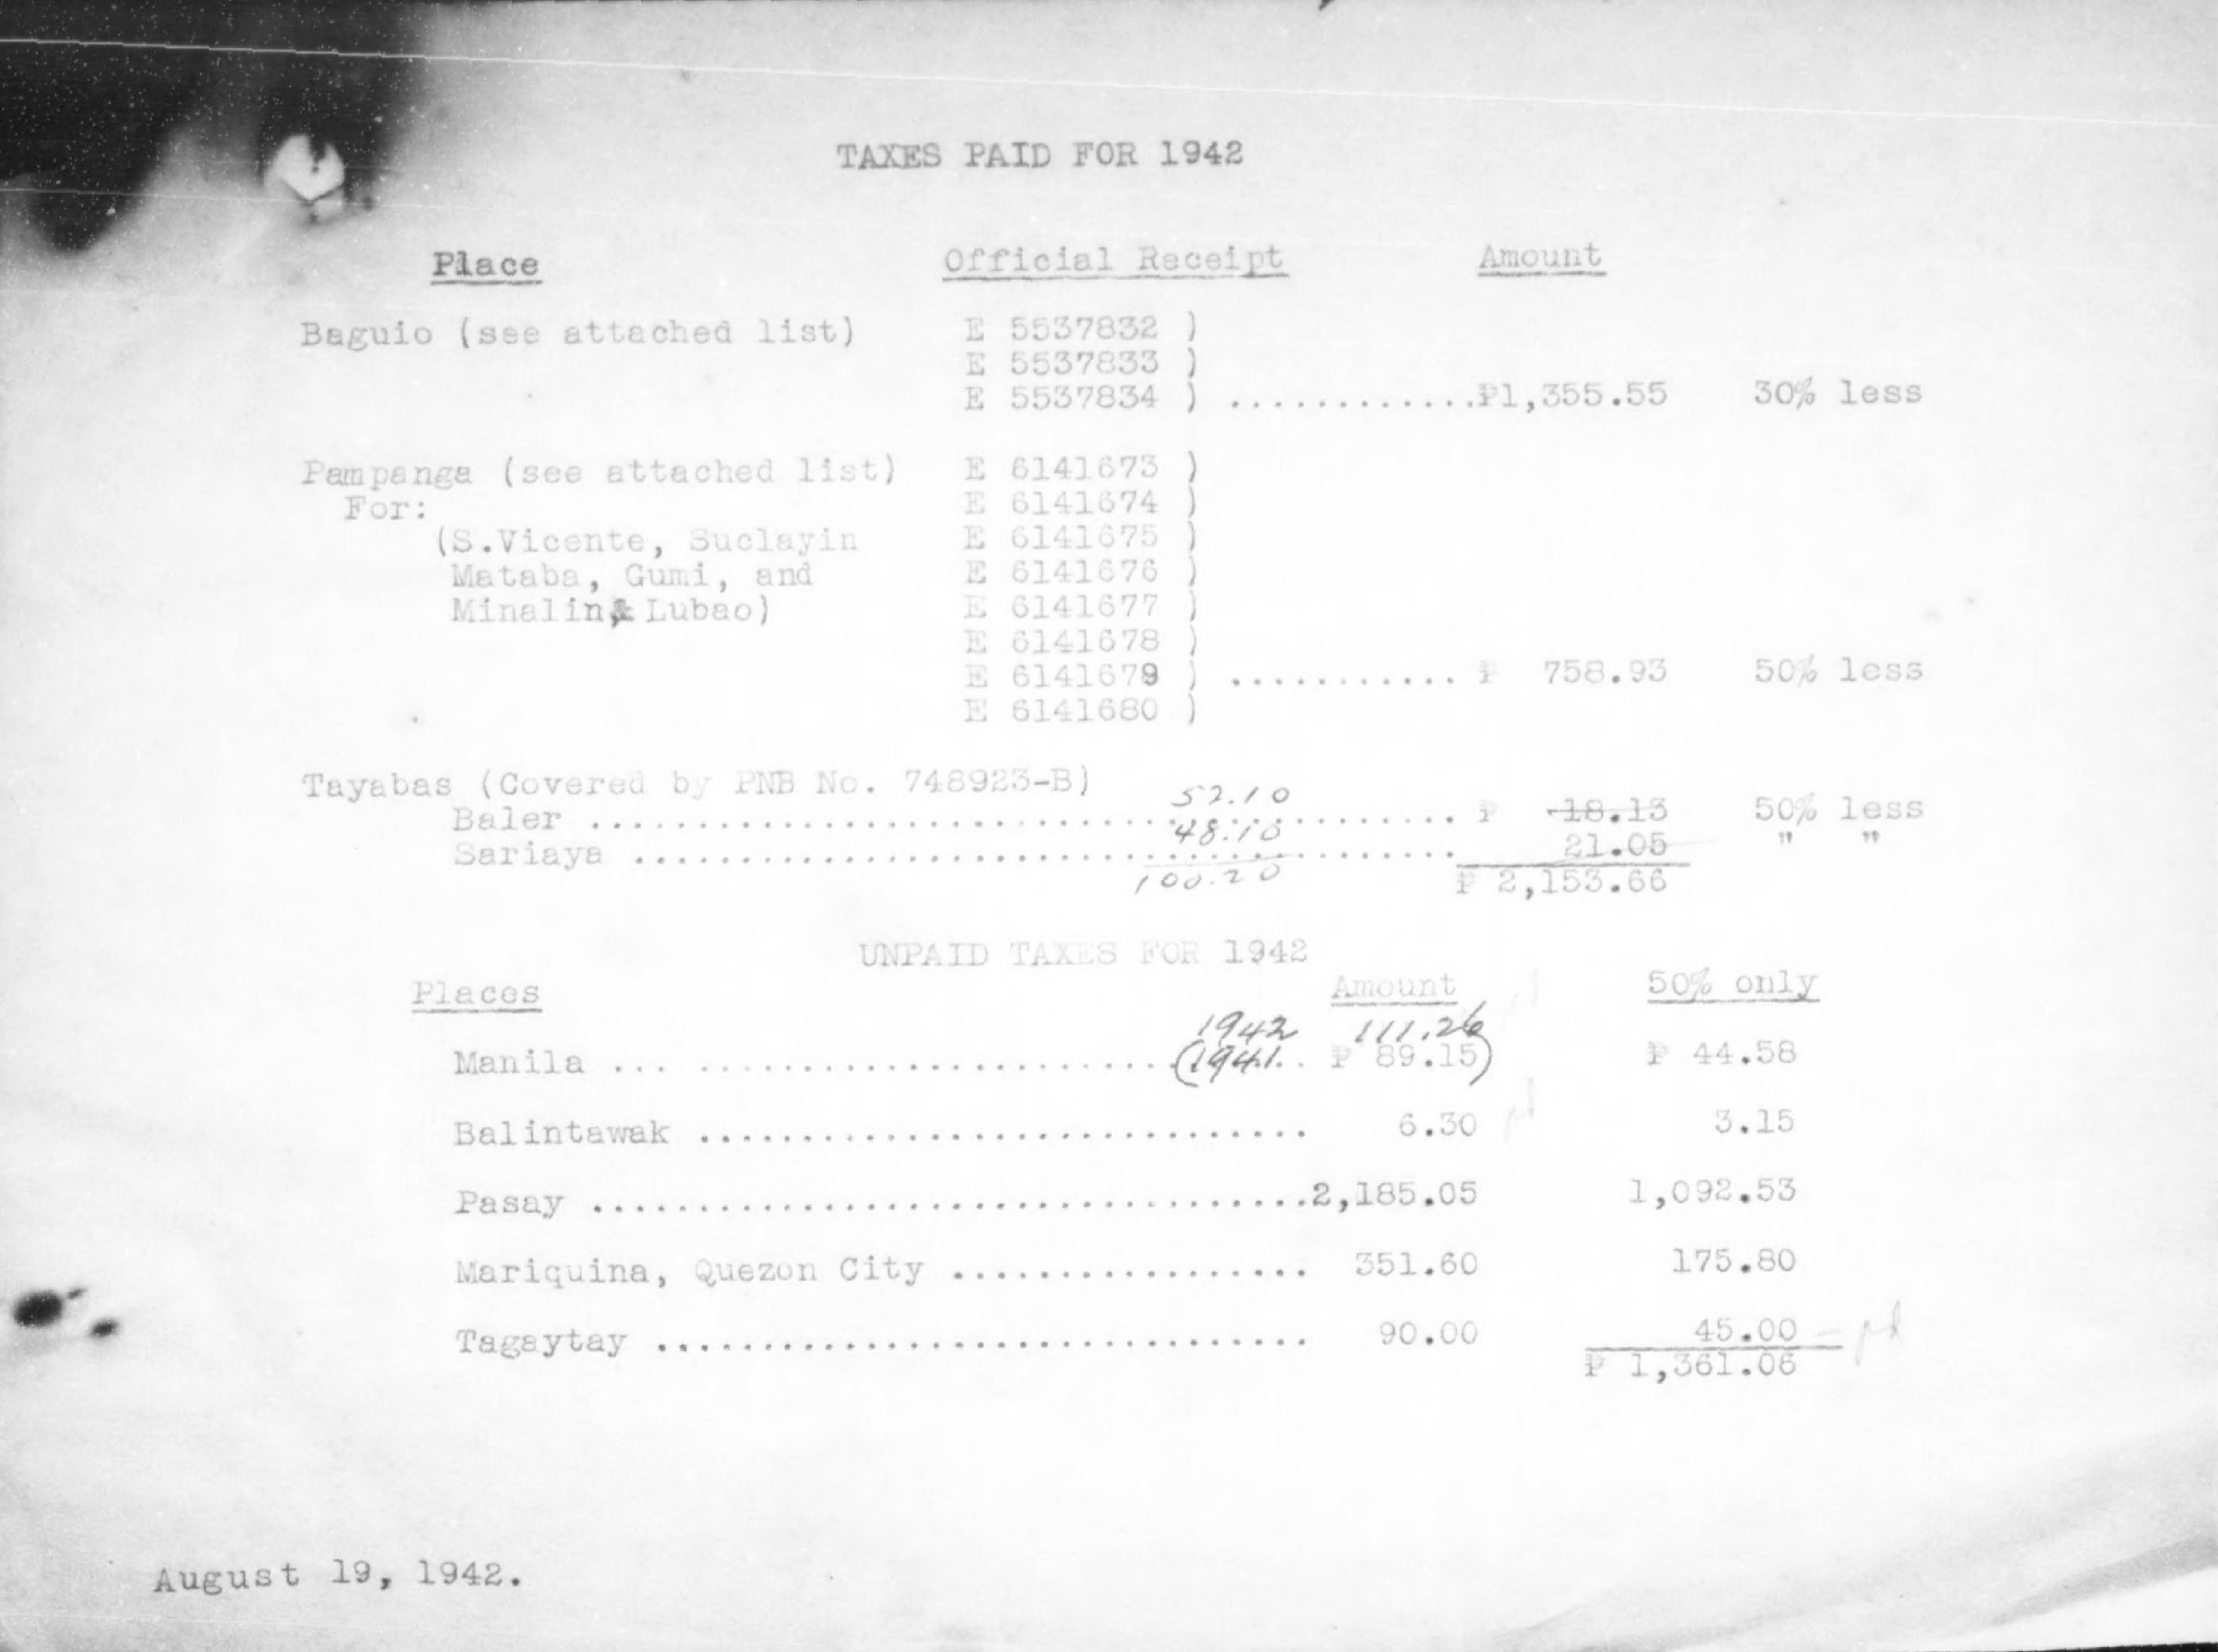 TAXES PAID FOR 1942
Place Official Receipt Amount
Baguio (see attached list) E 5537832 )
E 5537833 )
E 5537834 ) ............₱1,355.55 30% less
Pampanga (see attached list) E 6141673 )
For: E 6141674 )
(S.Vicente, Suclayin E 6141675 )
Mataba, Gumi, and E 6141676 )
Minalin,& Lubao) E 6141677 )
E 6141678 )
E 6141679 ) ........... ₱ 758.93 50% less
E 6141680 )
Tayabas (Covered by PNB No. 748923-B)
52.10
Baler ......................................... ₱ 18.13 50% less
48.10
Sariaya ....................................... 21.05 " "
100.20 ₱ 2,153.66
UNPAID TAXES FOR 1942
Places Amount 50% only
1942 111.26
Manila ... ...................... (1941.. ₱ 89.15) ₱ 44.58
Balintawak ............................. 6.30 pd 3.15
Pasay ..................................2,185.05 1,092.53
Mariquina, Quezon City ................. 351.60 175.80
Tagaytay ............................... 90.00 45.00 - pd
₱ 1,361.06
August 19, 1942.